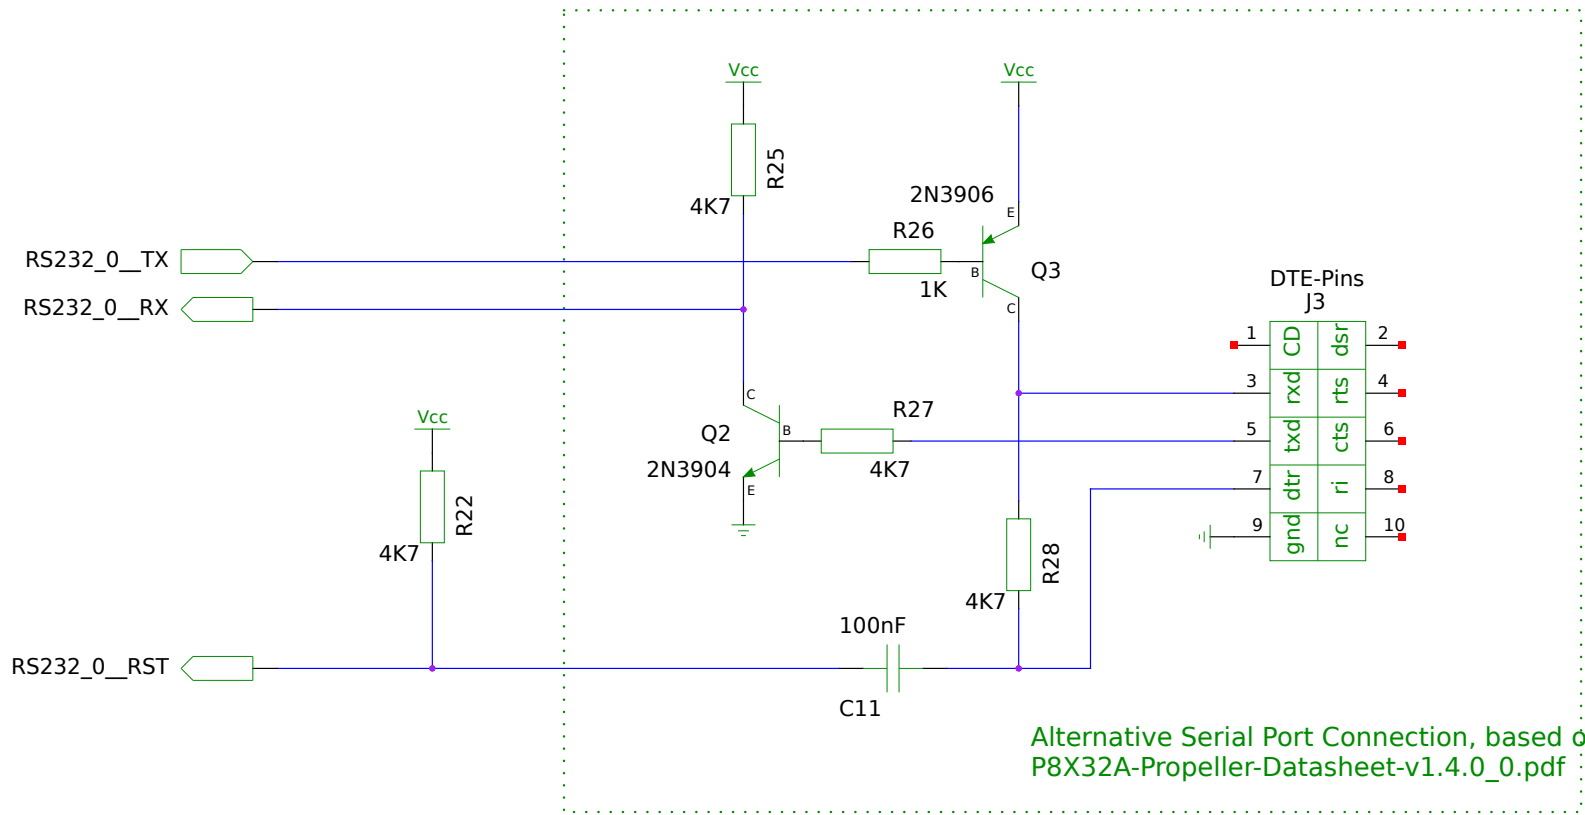 Vcc
Vcc
R25
4K7
2N3906
E
R26
RS232_0__TX
B
Q3
1K
DTE-Pins
J3
RS232_0__RX
C
1
CD
dsr
2
3
rxd
rts
4
C
R27
Vcc
Q2
B
5
txd
cts
6
2N3904
4K7
E
7
dtr
ri
8
R22
4K7
9
gnd
nc
10
R28
4K7
100nF
RS232_0__RST
C11
Alternative Serial Port Connection, based
P8X32A-Propeller-Datasheet-v1.4.0_0.pdf